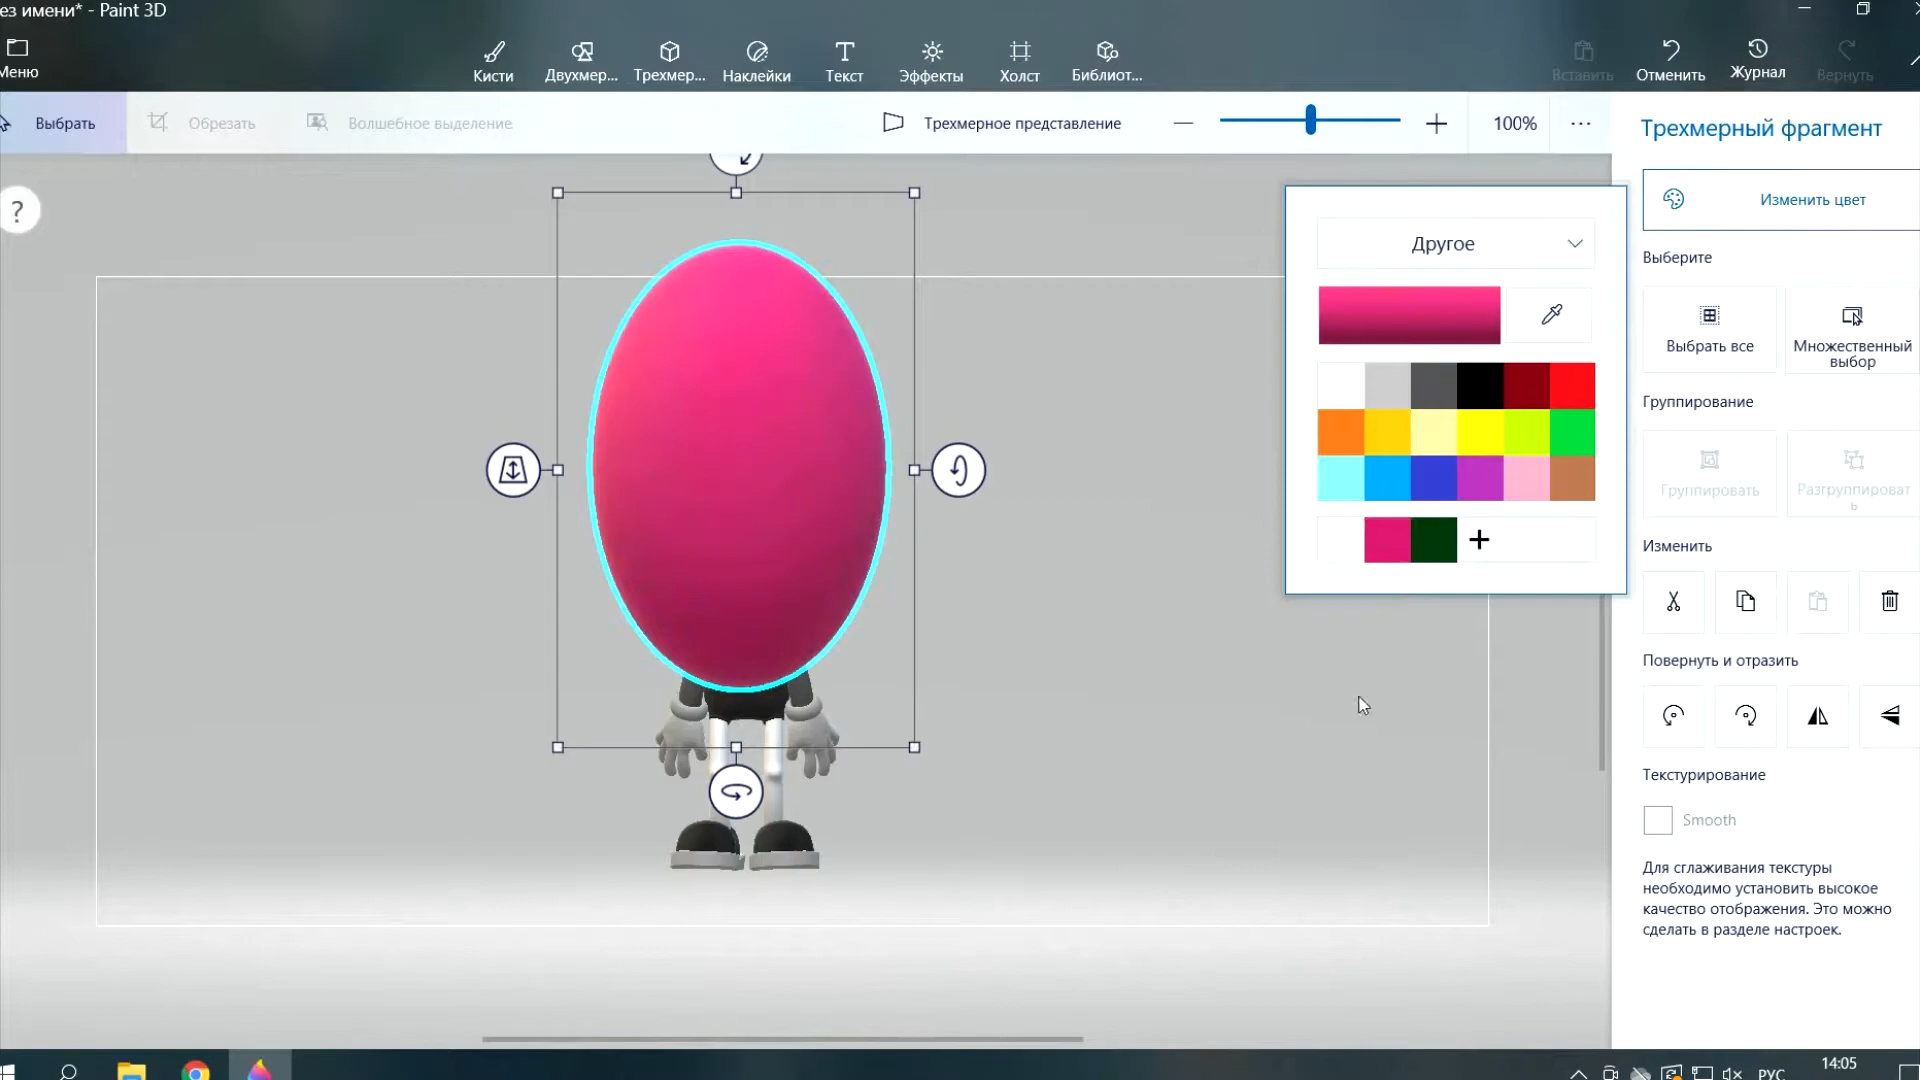 ез имени* - Paint 3D
Меню
Кисти
Двухмер...
Трехмер...
Наклейки
Текст
Эффекты
Холст
Библиот...
Вставить
Отменить
Журнал
Вернуть
Выбрать
Обрезать
Волшебное выделение
Трехмерное представление
100%
Трехмерный фрагмент
?
Другое
Изменить цвет
Выберите
Выбрать все
Множественный
выбор
Группирование
Группировать
Разгруппироват
ь
Изменить
Повернуть и отразить
Текстурирование
Smooth
Для сглаживания текстуры
необходимо установить высокое
качество отображения. Это можно
сделать в разделе настроек.
РУС
14:05